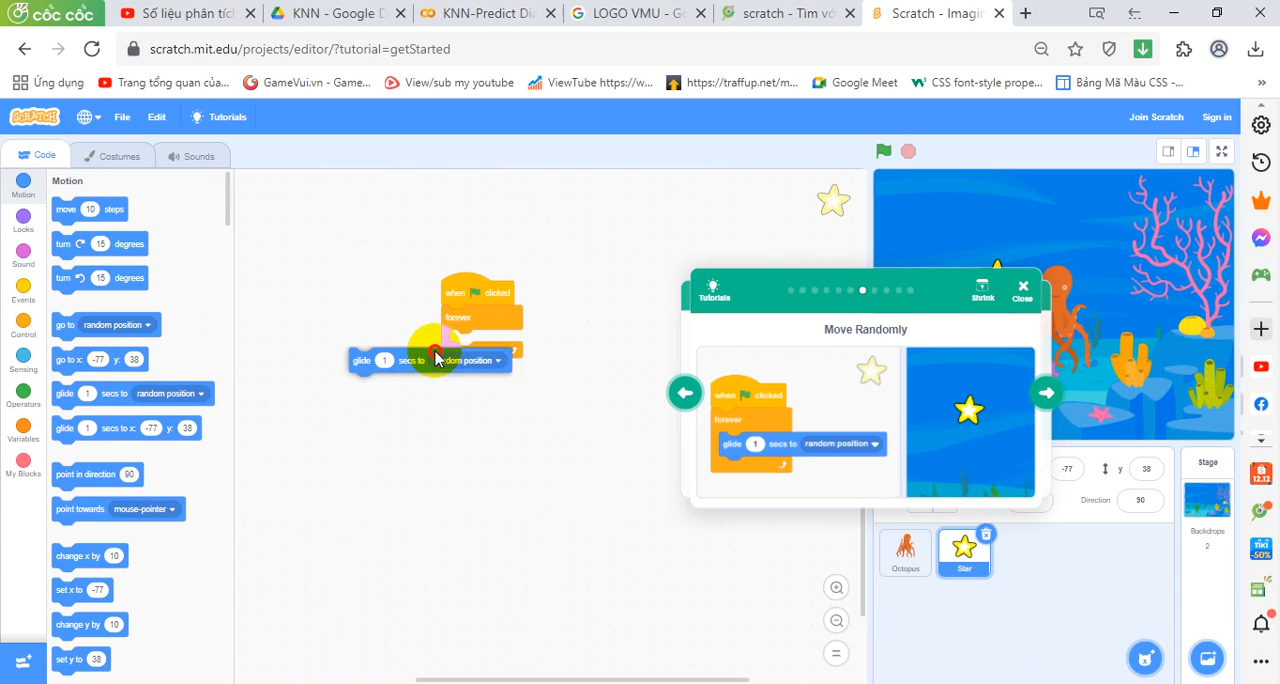 cốc cốc
Số liệu phân tíc
KNN - Google D
KNN-Predict Dia
LOGO VMU - Go
scratch - Tìm vớ
Scratch - Imagin
scratch.mit.edu/projects/editor/?tutorial=getStarted
Ứng dụng
Trang tổng quan của...
GameVui.vn - Game...
View/sub my youtube
ViewTube https://w...
https://traffup.net/m...
Google Meet
CSS font-style prope...
Bảng Mã Màu CSS -...
SCRATCH
File
Edit
Tutorials
Join Scratch
Sign in
Code
Costumes
Sounds
Motion
Looks
Sound
Events
Control
Sensing
Operators
Variables
My Blocks
Motion
move 10 steps
turn 15 degrees
turn 15 degrees
go to random position
go to x: -77 y: 38
glide 1 secs to random position
glide 1 secs to x: -77 y: 38
point in direction 90
point towards mouse-pointer
change x by 10
set x to -77
change y by 10
set y to 38
when clicked
forever
glide 1 secs to random position
Tutorials
Shrink
Close
Move Randomly
when clicked
forever
glide 1 secs to random position
-77
y
38
Direction
90
Octopus
Star
Stage
Backdrops
2
12.12
TIKI
-50%